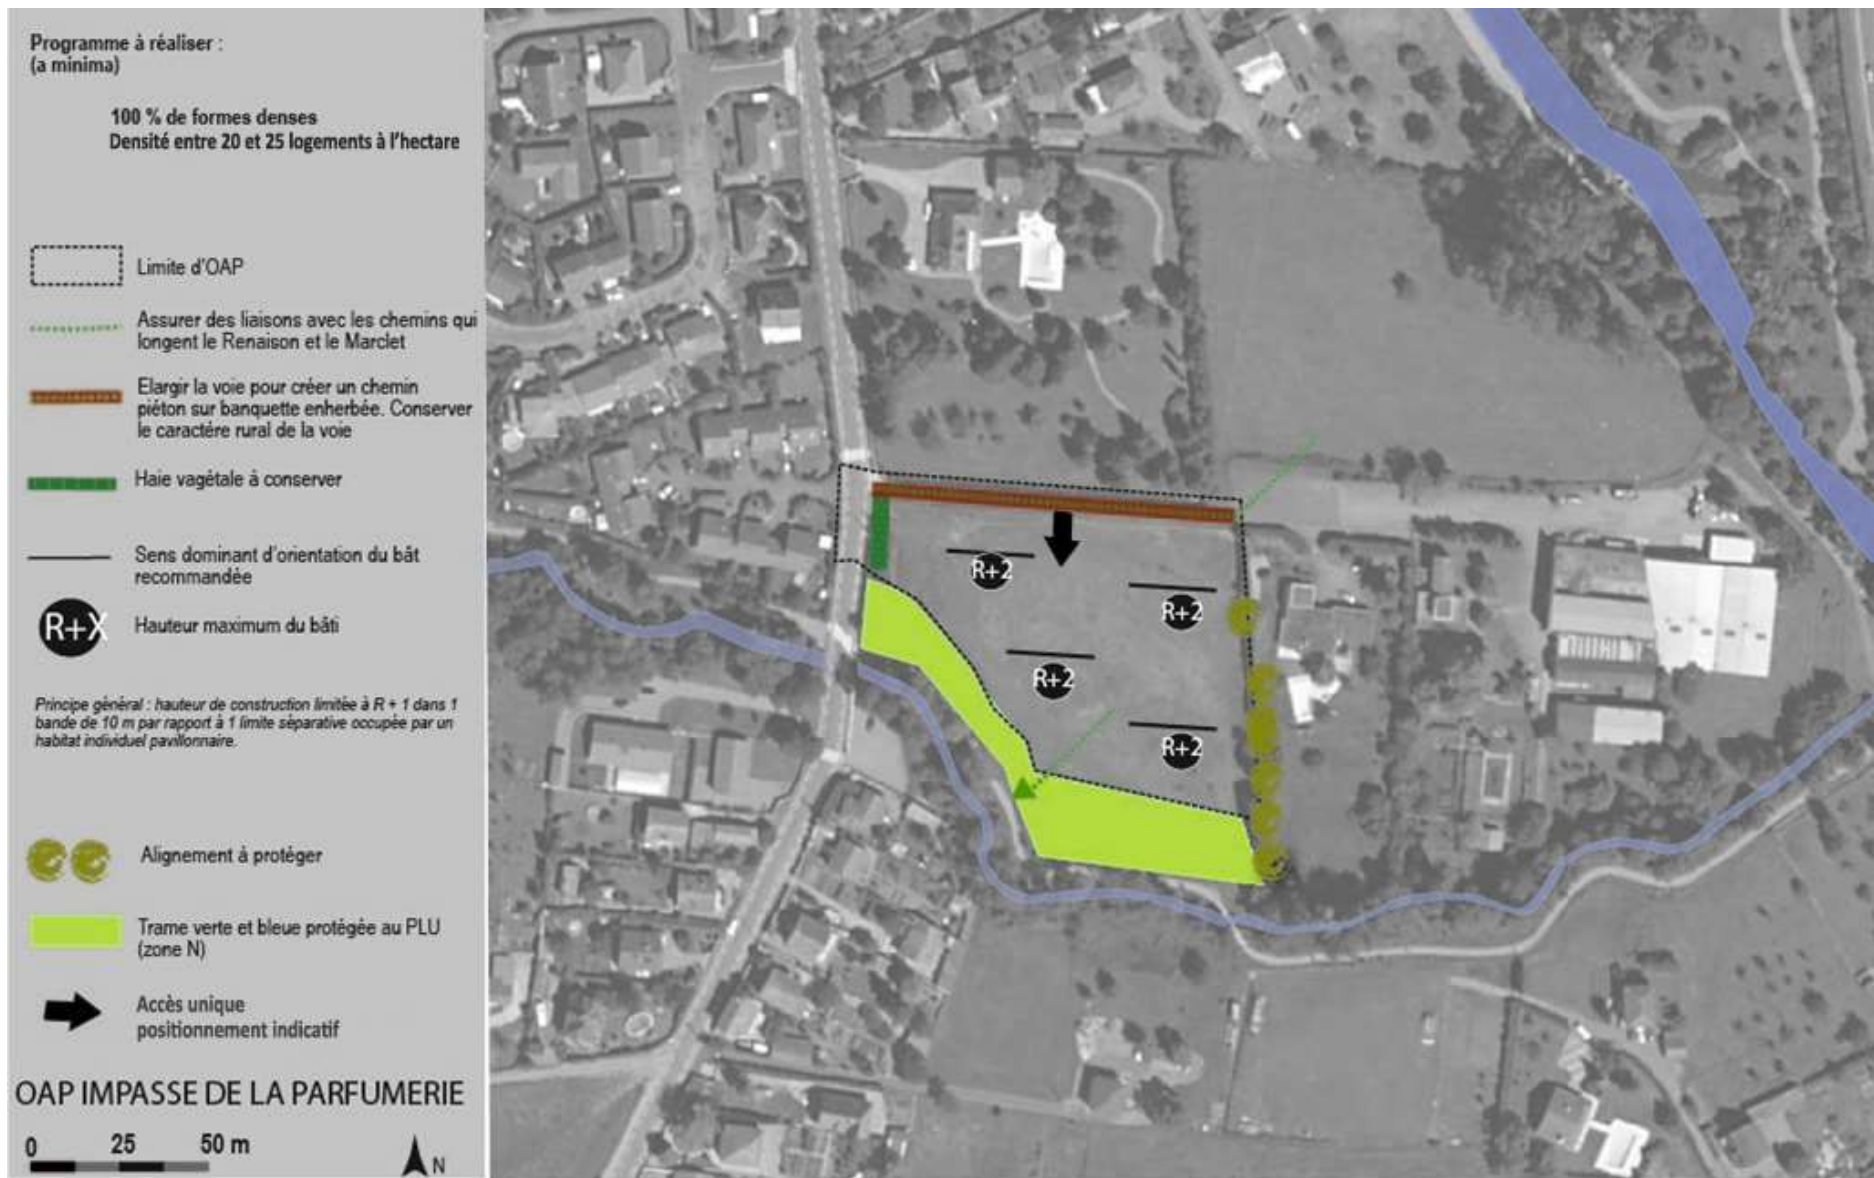 Programme à réaliser :
(a minima)
100 % de formes denses
Densité entre 20 et 25 logements à l'hectare
Limite d'OAP
Assurer des liaisons avec les chemins qui
longent le Renaison et le Marclet
Elargir la voie pour créer un chemin
piéton sur banquette enherbée. Conserver
le caractére rural de la voie
Haie vagétale à conserver
Sens dominant d'orientation du bât
recommandée
R+X
Hauteur maximum du bâti
Principe général : hauteur de construction limitée à R + 1 dans 1
bande de 10 m par rapport à 1 limite séparative occupée par un
habitat individuel pavillonnaire.
Alignement à protéger
Trame verte et bleue protégée au PLU
(zone N)
Accès unique
positionnement indicatif
OAP IMPASSE DE LA PARFUMERIE
0 25 50 m
N
R+2
R+2
R+2
R+2